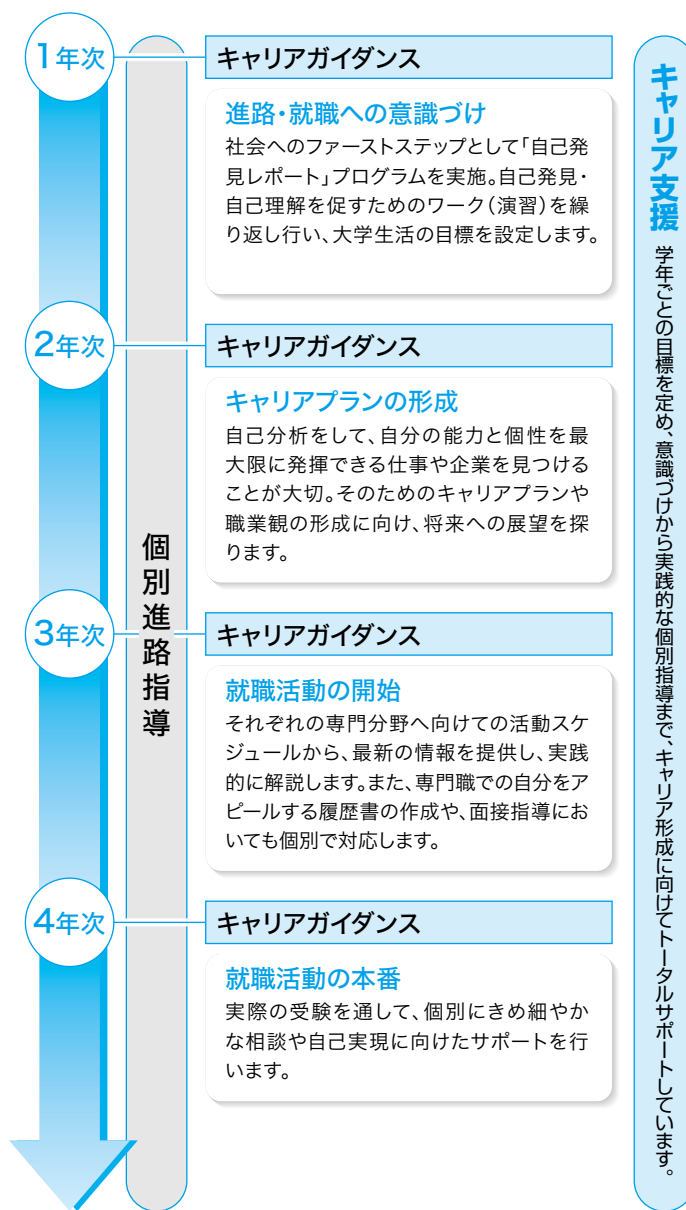 1年次
キャリアガイダンス
進路・就職への意識づけ
社会へのファーストステップとして「自己発
見レポート」プログラムを実施。自己発見・
自己理解を促すためのワーク(演習)を繰
り返し行い、大学生活の目標を設定します。
2年次
キャリアガイダンス
キャリアプランの形成
自己分析をして、自分の能力と個性を最
大限に発揮できる仕事や企業を見つける
ことが大切。そのためのキャリアプランや
職業観の形成に向け、将来への展望を探
ります。
3年次
キャリアガイダンス
就職活動の開始
それぞれの専門分野へ向けての活動スケ
ジュールから、最新の情報を提供し、実践
的に解説します。また、専門職での自分をア
ピールする履歴書の作成や、面接指導にお
いても個別で対応します。
4年次
キャリアガイダンス
就職活動の本番
実際の受験を通して、個別にきめ細やか
な相談や自己実現に向けたサポートを行
います。
個別進路指導
キャリア支援 学年ごとの目標を定め、意識づけから実践的な個別指導まで、キャリア形成に向けてトータルサポートしています。